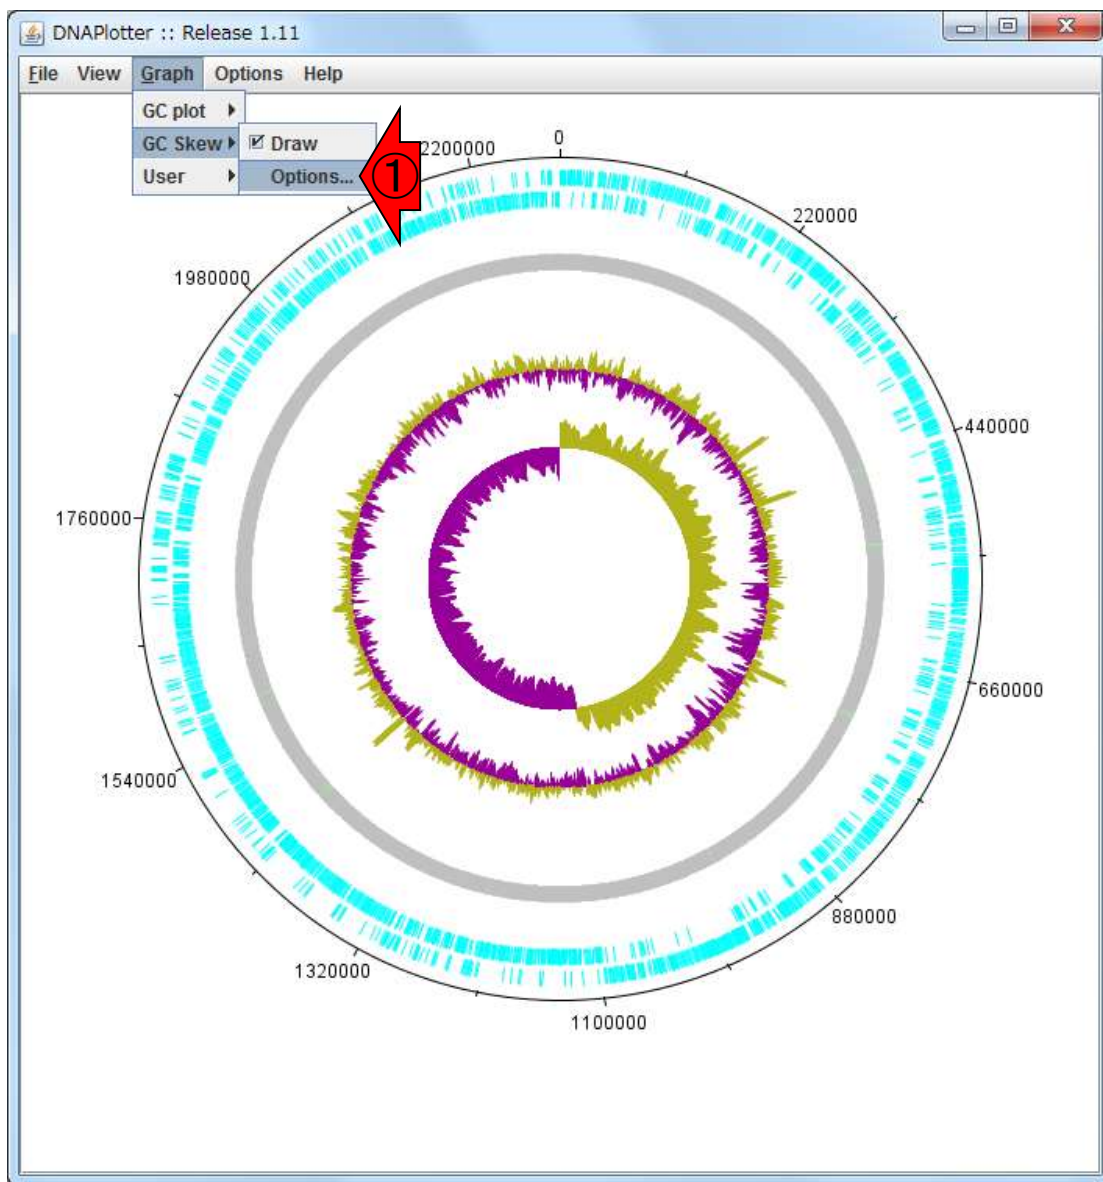 DNAPlotter :: Release 1.11
File View Graph Options Help
GC plot
GC Skew
User
Draw
Options...
①
0
220000
440000
660000
880000
1100000
1320000
1540000
1760000
1980000
2200000